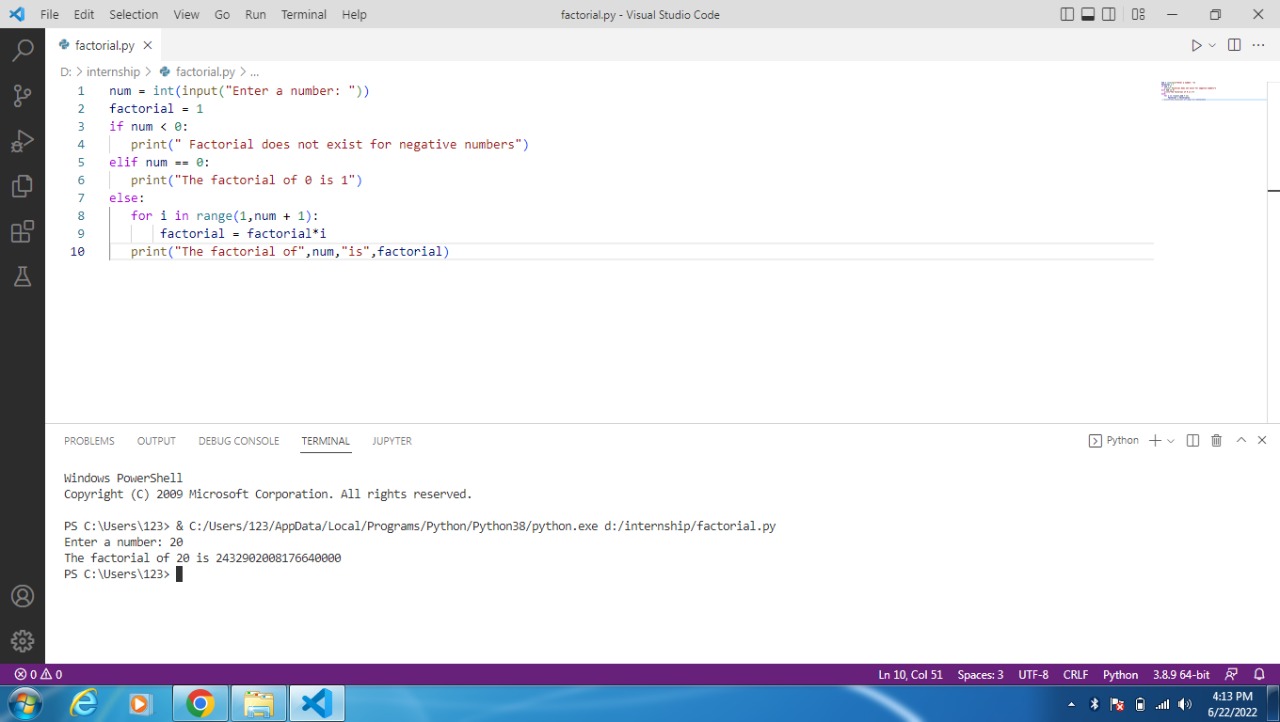 File Edit Selection View Go Run Terminal Help factorial.py - Visual Studio Code
factorial.py
D: > internship > factorial.py > ...
1 num = int(input("Enter a number: "))
2 factorial = 1
3 if num < 0:
4 print(" Factorial does not exist for negative numbers")
5 elif num == 0:
6 print("The factorial of 0 is 1")
7 else:
8 for i in range(1,num + 1):
9 factorial = factorial*i
10 print("The factorial of",num,"is",factorial)
PROBLEMS OUTPUT DEBUG CONSOLE TERMINAL JUPYTER Python
Windows PowerShell
Copyright (C) 2009 Microsoft Corporation. All rights reserved.
PS C:\Users\123> & C:/Users/123/AppData/Local/Programs/Python/Python38/python.exe d:/internship/factorial.py
Enter a number: 20
The factorial of 20 is 2432902008176640000
PS C:\Users\123>
0 0 Ln 10, Col 51 Spaces: 3 UTF-8 CRLF Python 3.8.9 64-bit
4:13 PM
6/22/2022